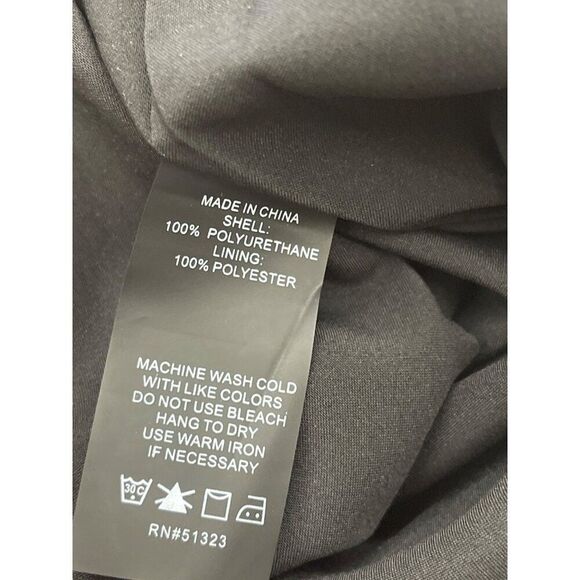 MADE IN CHINA
SHELL:
100% POLYURETHANE
LINING:
100% POLYESTER
MACHINE WASH COLD
WITH LIKE COLORS
DO NOT USE BLEACH
HANG TO DRY
USE WARM IRON
IF NECESSARY
30C
RN#51323